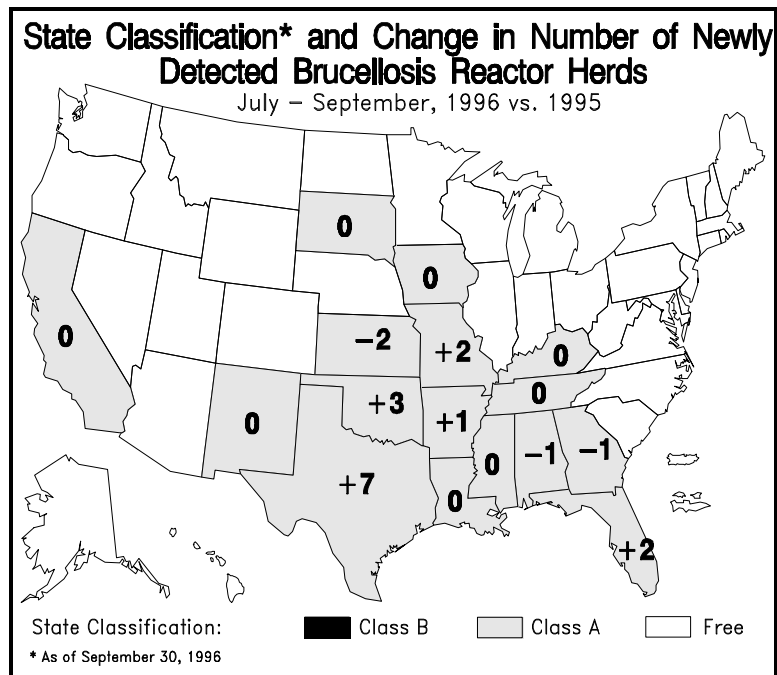 State Classification* and Change in Number of Newly
Detected Brucellosis Reactor Herds
July – September, 1996 vs. 1995
0
0
0
−2
+2
0
+3
0
0
+1
−1
−1
0
+7
0
+2
State Classification:
Class B
Class A
Free
* As of September 30, 1996